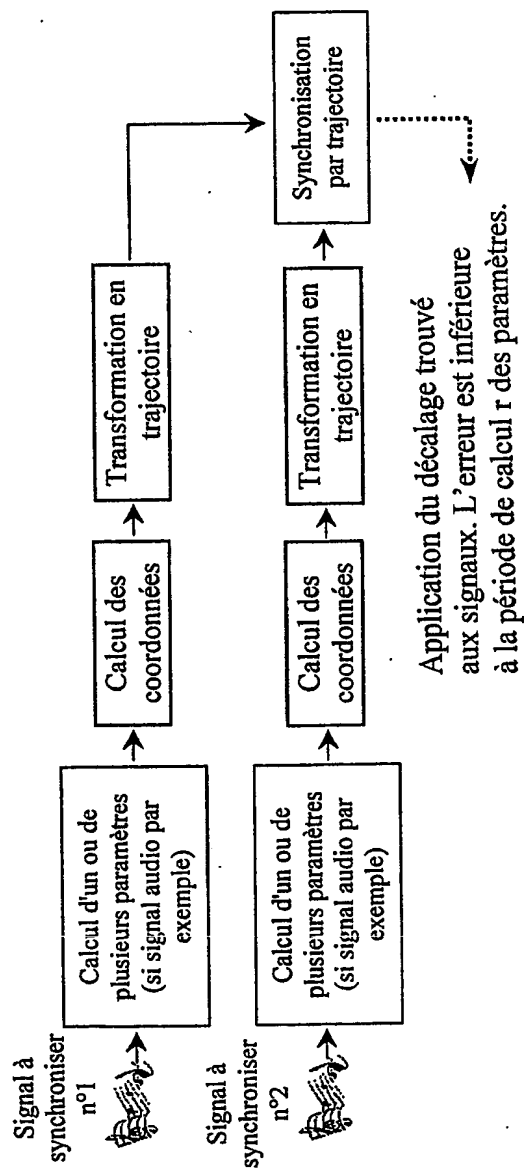 Signal à
synchroniser
n°1
Calcul d'un ou de
plusieurs paramètres
(si signal audio par
exemple)
Calcul des
coordonnées
Transformation en
trajectoire
Signal à
synchroniser
n°2
Calcul d'un ou de
plusieurs paramètres
(si signal audio par
exemple)
Calcul des
coordonnées
Transformation en
trajectoire
Synchronisation
par trajectoire
Application du décalage trouvé
aux signaux. L'erreur est inférieure
à la période de calcul r des paramètres.